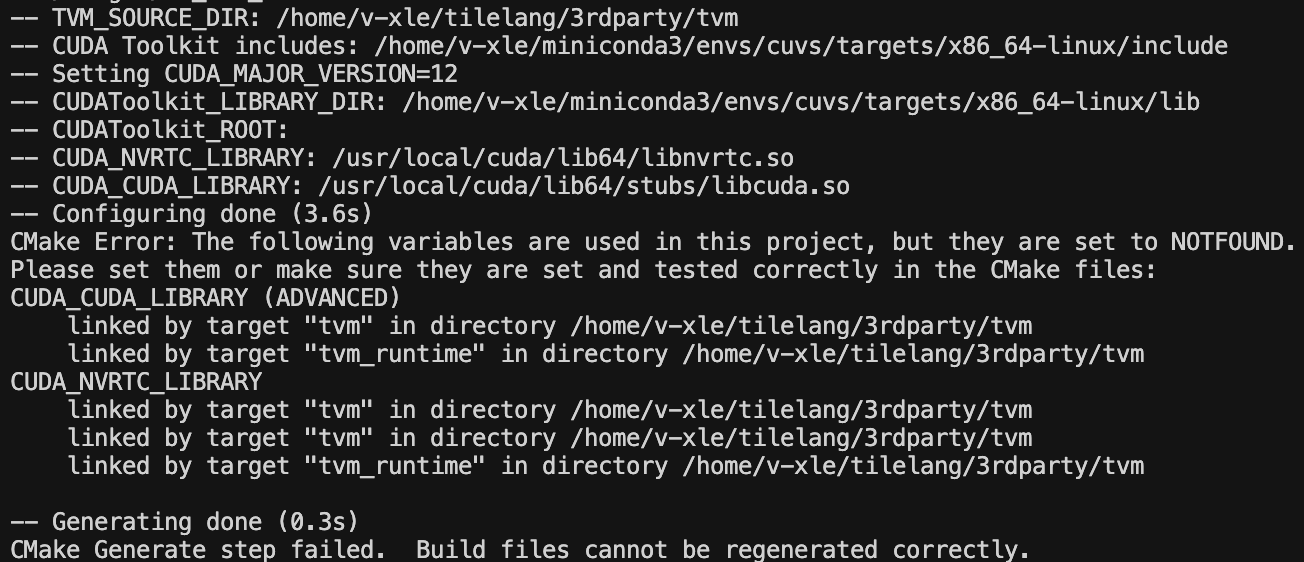 -- TVM_SOURCE_DIR: /home/v-xle/tilelang/3rdparty/tvm
-- CUDA Toolkit includes: /home/v-xle/miniconda3/envs/cuvs/targets/x86_64-linux/include
-- Setting CUDA_MAJOR_VERSION=12
-- CUDAToolkit_LIBRARY_DIR: /home/v-xle/miniconda3/envs/cuvs/targets/x86_64-linux/lib
-- CUDAToolkit_ROOT:
-- CUDA_NVRTC_LIBRARY: /usr/local/cuda/lib64/libnvrtc.so
-- CUDA_CUDA_LIBRARY: /usr/local/cuda/lib64/stubs/libcuda.so
-- Configuring done (3.6s)
CMake Error: The following variables are used in this project, but they are set to NOTFOUND.
Please set them or make sure they are set and tested correctly in the CMake files:
CUDA_CUDA_LIBRARY (ADVANCED)
    linked by target "tvm" in directory /home/v-xle/tilelang/3rdparty/tvm
    linked by target "tvm_runtime" in directory /home/v-xle/tilelang/3rdparty/tvm
CUDA_NVRTC_LIBRARY
    linked by target "tvm" in directory /home/v-xle/tilelang/3rdparty/tvm
    linked by target "tvm" in directory /home/v-xle/tilelang/3rdparty/tvm
    linked by target "tvm_runtime" in directory /home/v-xle/tilelang/3rdparty/tvm

-- Generating done (0.3s)
CMake Generate step failed.  Build files cannot be regenerated correctly.